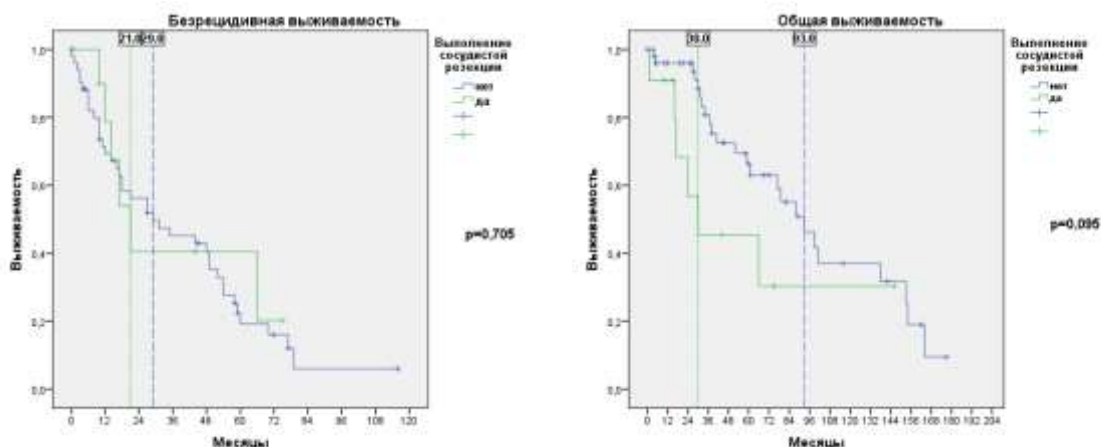 Безрецидивная выживаемость
21,0
29,0
Выполнение
сосудистой
резекции
нет
да
1,0
0,8
0,6
0,4
0,2
0,0
Выживаемость
p=0,705
0 12 24 36 48 60 72 84 96 108 120
Месяцы
Общая выживаемость
30,0
93,0
Выполнение
сосудистой
резекции
нет
да
1,0
0,8
0,6
0,4
0,2
0,0
Выживаемость
p=0,095
0 12 24 36 48 60 72 84 96 108 120 132 144 156 168 180 192 204
Месяцы